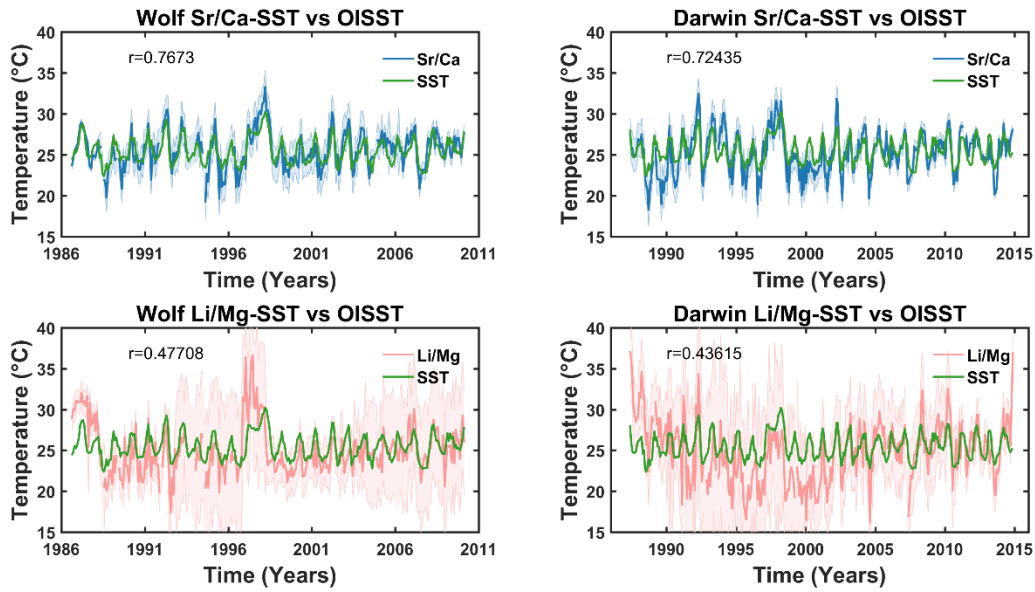 Wolf Sr/Ca-SST vs OISST
r=0.7673
Sr/Ca
SST
Temperature (°C)
40
35
30
25
20
15
1986
1991
1996
2001
2006
2011
Time (Years)
Darwin Sr/Ca-SST vs OISST
r=0.72435
Sr/Ca
SST
Temperature (°C)
40
35
30
25
20
15
1990
1995
2000
2005
2010
2015
Time (Years)
Wolf Li/Mg-SST vs OISST
r=0.47708
Li/Mg
SST
Temperature (°C)
40
35
30
25
20
15
1986
1991
1996
2001
2006
2011
Time (Years)
Darwin Li/Mg-SST vs OISST
r=0.43615
Li/Mg
SST
Temperature (°C)
40
35
30
25
20
15
1990
1995
2000
2005
2010
2015
Time (Years)